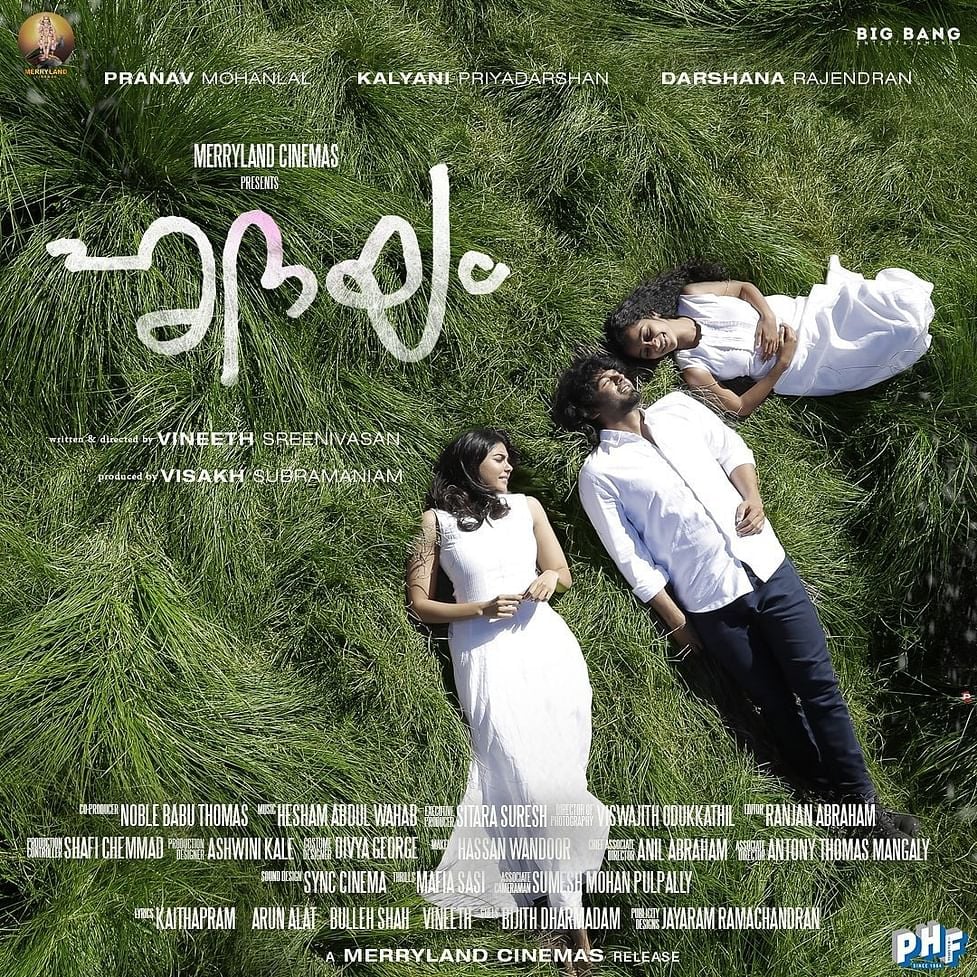 MERRYLAND
BIG BANG
ENTERTAINMENTS
PRANAV MOHANLAL KALYANI PRIYADARSHAN DARSHANA RAJENDRAN
MERRYLAND CINEMAS
PRESENTS
ഹൃദയം
written & directed by VINEETH SREENIVASAN
produced by VISAKH SUBRAMANIAM
CO-PRODUCER NOBLE BABU THOMAS MUSIC HESHAM ABDUL WAHAB EXECUTIVE PRODUCER SITARA SURESH DIRECTOR OF PHOTOGRAPHY VISWAJITH ODUKKATHIL EDITOR RANJAN ABRAHAM
PRODUCTION CONTROLLER SHAFI CHEMMAD PRODUCTION DESIGNER ASHWINI KALE COSTUME DESIGNER DIVYA GEORGE MAKEUP HASSAN WANDOOR CHIEF ASSOCIATE DIRECTOR ANIL ABRAHAM ASSOCIATE DIRECTOR ANTONY THOMAS MANGALY
SOUND DESIGN SYNC CINEMA THRILLS MAFIA SASI ASSOCIATE CAMERAMAN SUMESH MOHAN PULPALLY
LYRICS KAITHAPRAM ARUN ALAT BULLEH SHAH VINEETH STILLS BIJITH DHARMADAM PUBLICITY DESIGNS JAYARAM RAMACHANDRAN
A MERRYLAND CINEMAS RELEASE
PHF
SINCE 1984